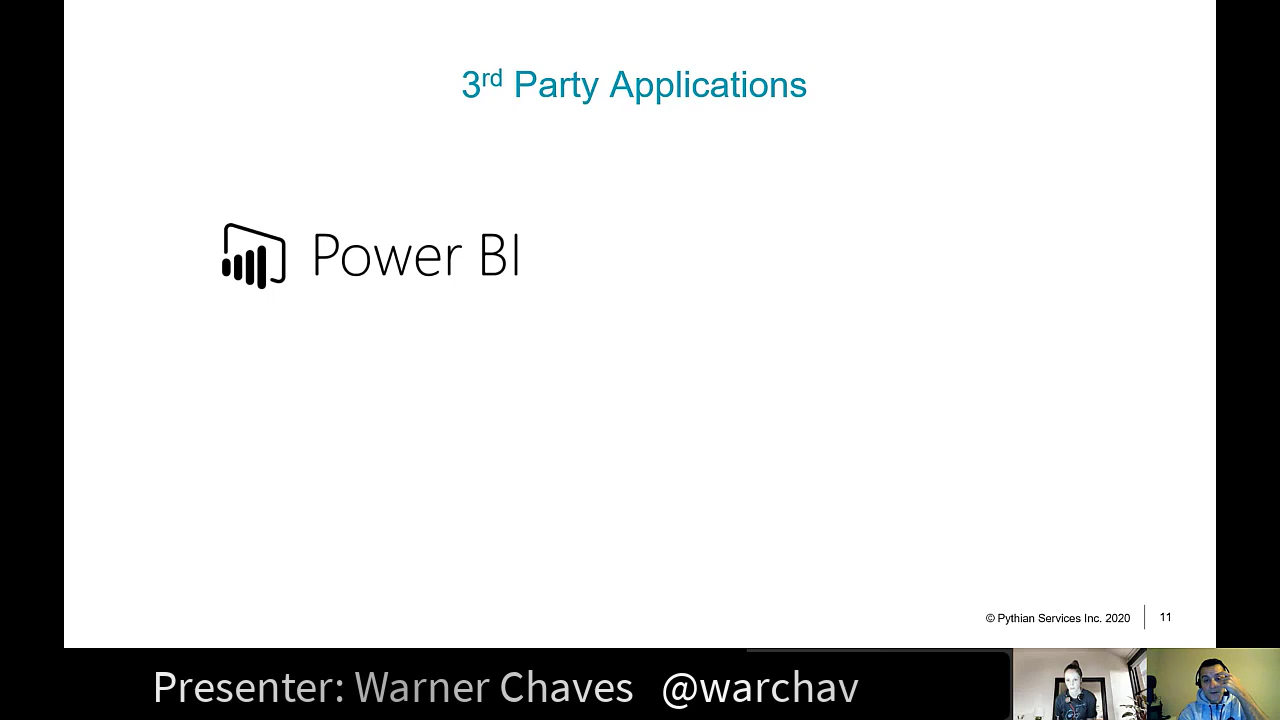 3rd Party Applications
Power BI
© Pythian Services Inc. 2020
11
Presenter: Warner Chaves @warchav